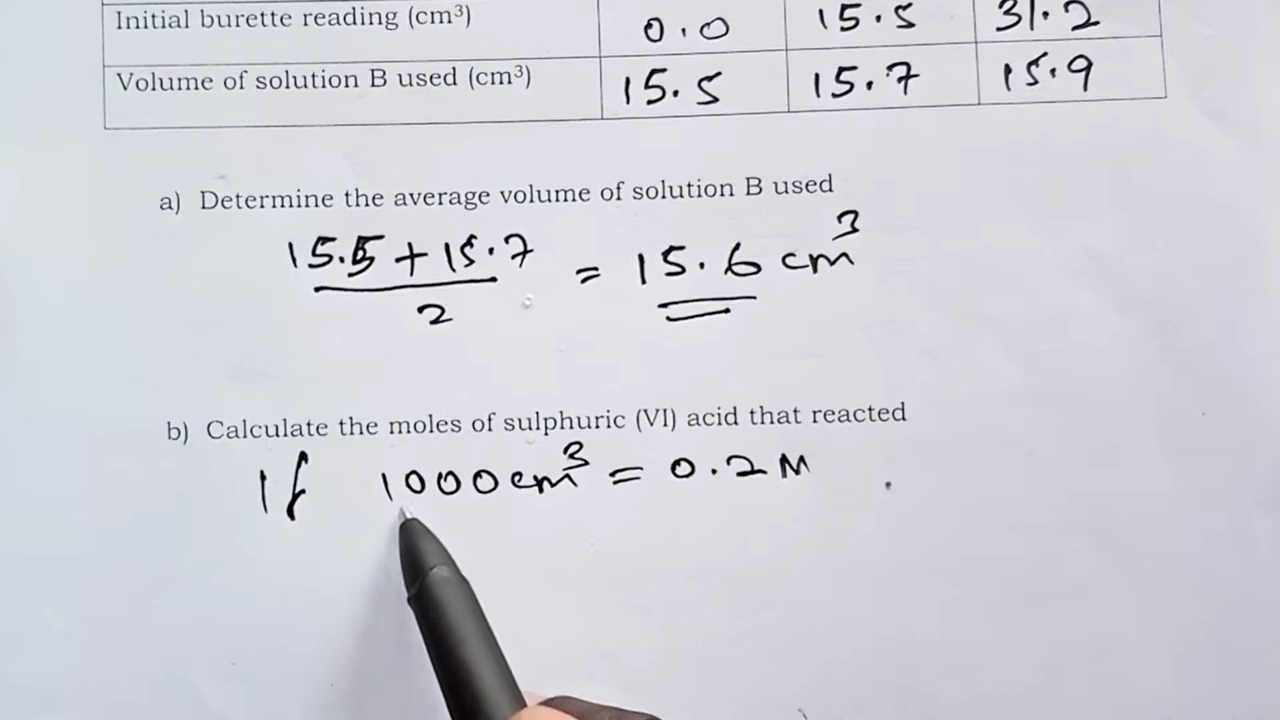 Initial burette reading (cm³) 0.0 15.5 31.2
Volume of solution B used (cm³) 15.5 15.7 15.9
a) Determine the average volume of solution B used
15.5 + 15.7 = 15.6 cm³
2
b) Calculate the moles of sulphuric (VI) acid that reacted
If 1000cm³ = 0.2M